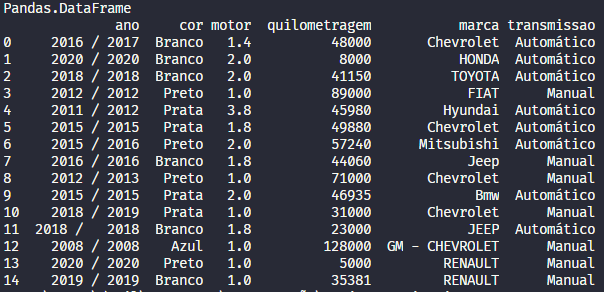 Pandas.DataFrame
ano cor motor quilometragem marca transmissao
0 2016 / 2017 Branco 1.4 48000 Chevrolet Automático
1 2020 / 2020 Branco 2.0 8000 HONDA Automático
2 2018 / 2018 Branco 2.0 41150 TOYOTA Automático
3 2012 / 2012 Preto 1.0 89000 FIAT Manual
4 2011 / 2012 Prata 3.8 45980 Hyundai Automático
5 2015 / 2015 Prata 1.8 49880 Chevrolet Automático
6 2015 / 2016 Preto 2.0 57240 Mitsubishi Automático
7 2016 / 2016 Branco 1.8 44060 Jeep Manual
8 2012 / 2013 Preto 1.0 71000 Chevrolet Manual
9 2015 / 2015 Prata 2.0 46935 Bmw Automático
10 2018 / 2019 Prata 1.0 31000 Chevrolet Manual
11 2018 / 2018 Branco 1.8 23000 JEEP Automático
12 2008 / 2008 Azul 1.0 128000 GM - CHEVROLET Manual
13 2020 / 2020 Preto 1.0 5000 RENAULT Manual
14 2019 / 2019 Branco 1.0 35381 RENAULT Manual